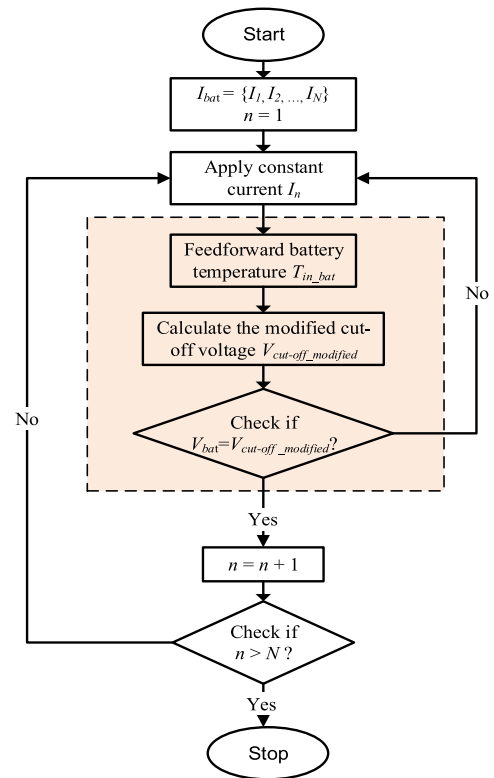 Start
I_bat = {I_1, I_2, ..., I_N}
n = 1
Apply constant
current I_n
Feedforward battery
temperature T_in_bat
No
Calculate the modified cut-
off voltage V_cut-off_modified
Check if
V_bat=V_cut-off_modified?
No
Yes
n = n + 1
Check if
n > N ?
Yes
Stop